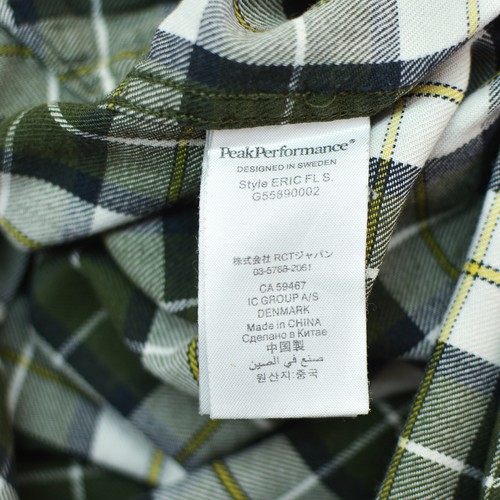 PeakPerformance®
DESIGNED IN SWEDEN
Style ERIC FL S.
G55890002
株式会社 RCTジャパン
03-5768-2061
CA 59467
IC GROUP A/S
DENMARK
Made in CHINA
Сделано в Китае
中国製
صنع في الصين
원산지:중국